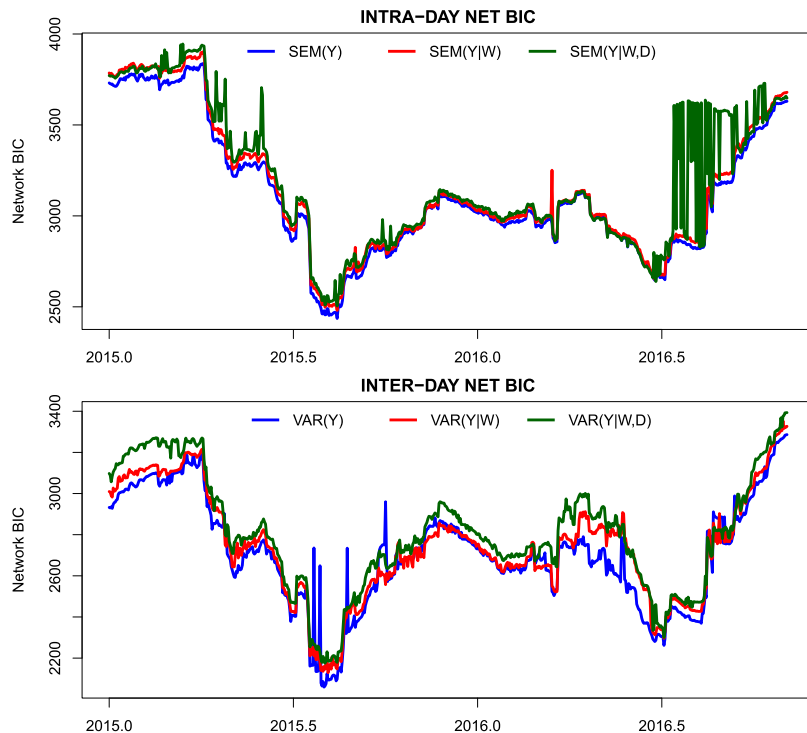 INTRA−DAY NET BIC
SEM(Y) SEM(Y|W) SEM(Y|W,D)
Network BIC
4000
3500
3000
2500
2015.0 2015.5 2016.0 2016.5
INTER−DAY NET BIC
VAR(Y) VAR(Y|W) VAR(Y|W,D)
Network BIC
3400
3000
2600
2200
2015.0 2015.5 2016.0 2016.5